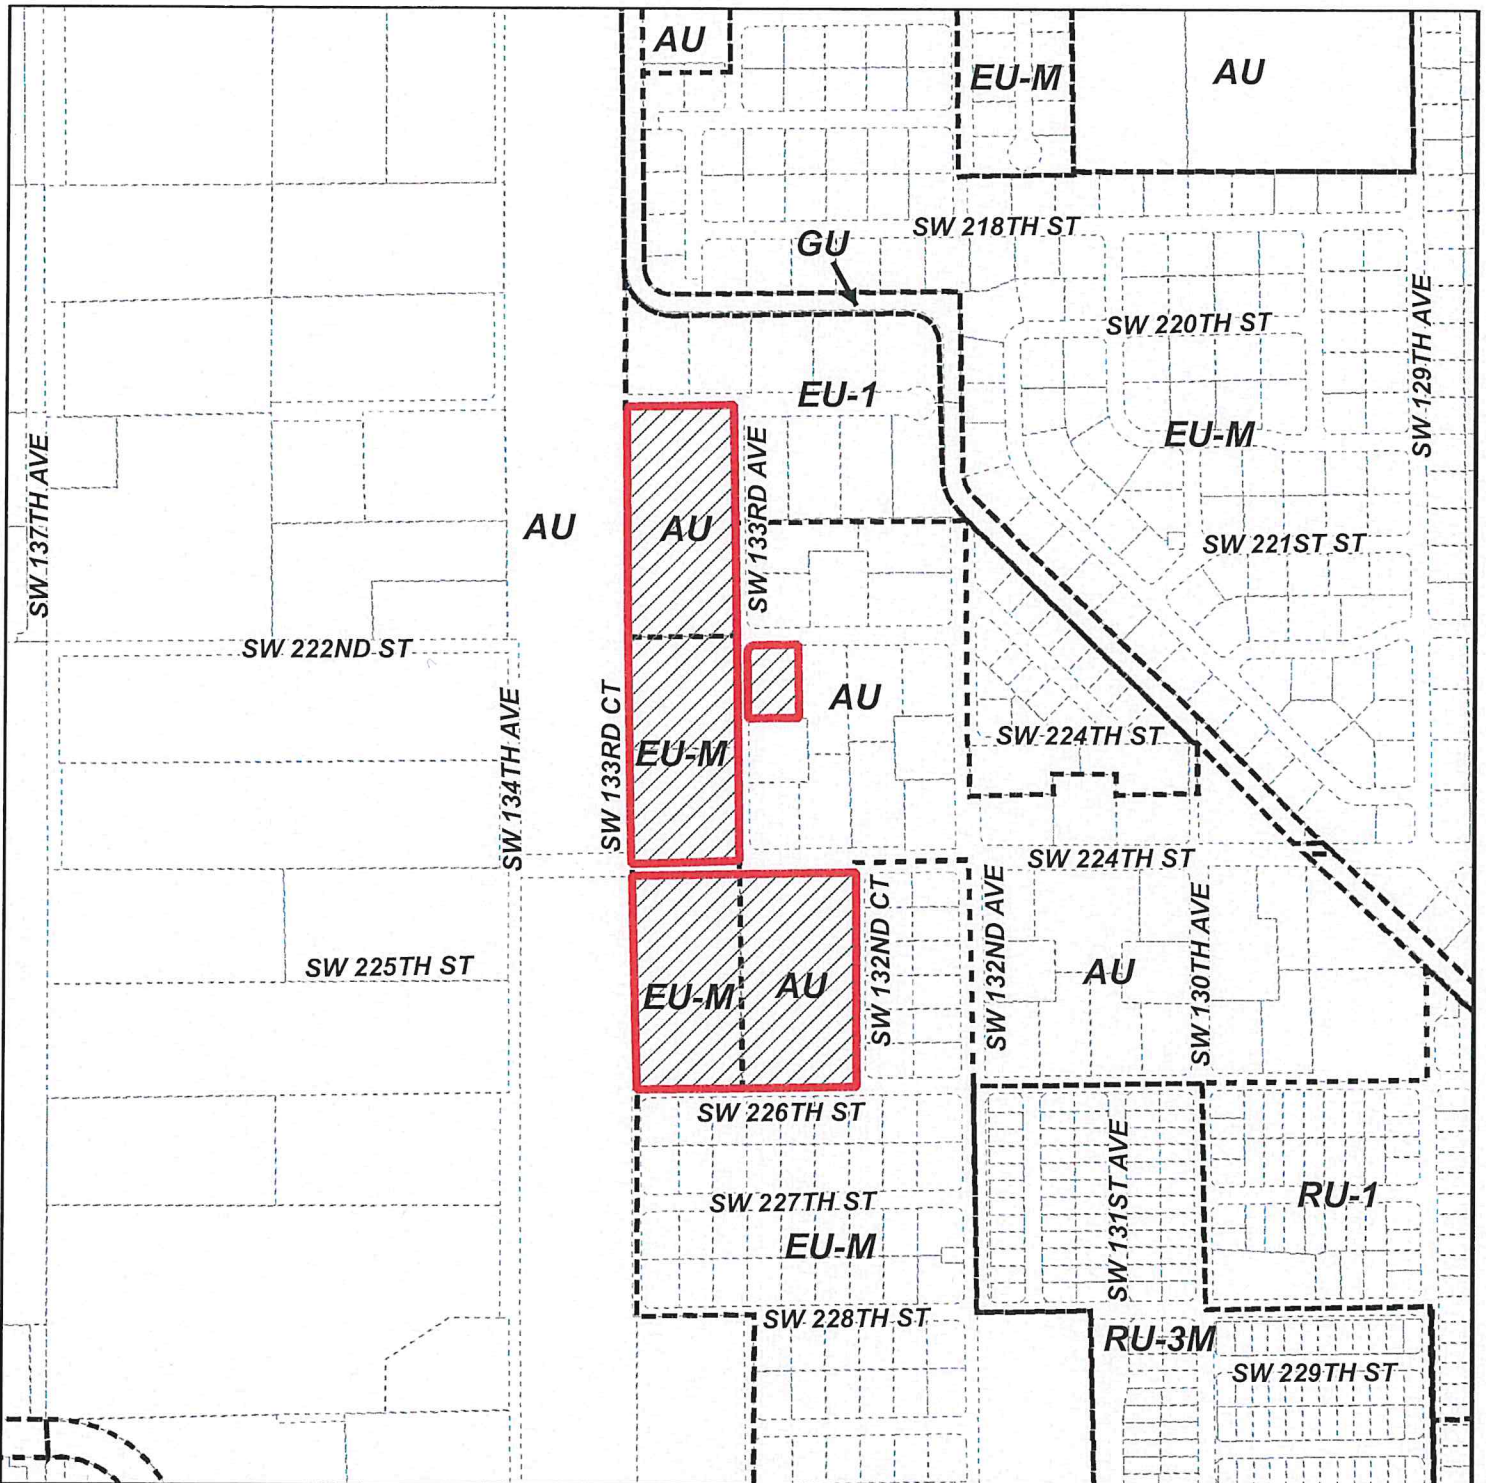 AU
EU-M
AU
SW 218TH ST
GU
SW 220TH ST
SW 129TH AVE
EU-1
EU-M
SW 137TH AVE
AU
AU
SW 133RD AVE
SW 221ST ST
SW 222ND ST
SW 134TH AVE
SW 133RD CT
EU-M
AU
SW 224TH ST
SW 224TH ST
SW 225TH ST
EU-M
AU
SW 132ND CT
SW 132ND AVE
AU
SW 130TH AVE
SW 226TH ST
SW 227TH ST
EU-M
SW 131ST AVE
RU-1
SW 228TH ST
RU-3M
SW 229TH ST